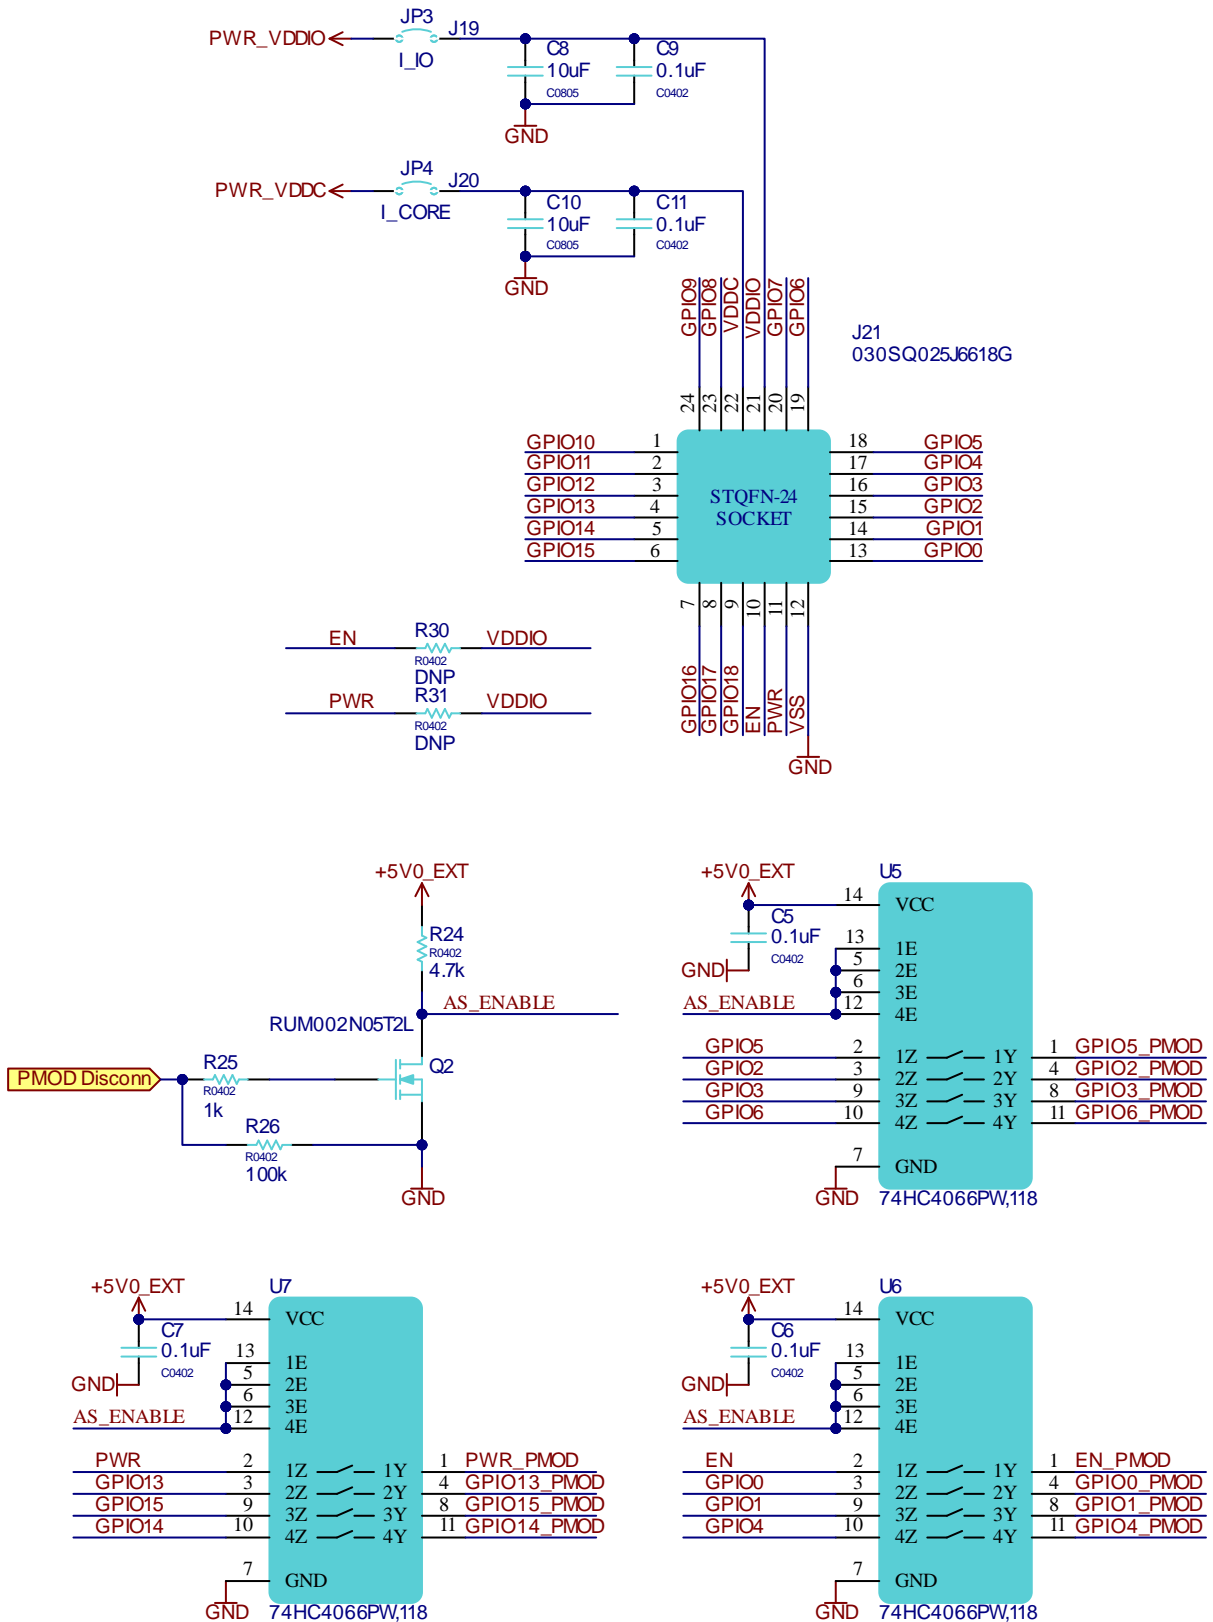 JP3
J19
PWR_VDDIO
I_IO
C8
10uF
C0805
C9
0.1uF
C0402
GND
JP4
J20
PWR_VDDC
I_CORE
C10
10uF
C0805
C11
0.1uF
C0402
GND
GPIO9
GPIO8
VDDC
VDDIO
GPIO7
GPIO6
J21
030SQ025J6618G
24
23
22
21
20
19
GPIO10 1
GPIO11 2
GPIO12 3
GPIO13 4
GPIO14 5
GPIO15 6
STQFN-24
SOCKET
18 GPIO5
17 GPIO4
16 GPIO3
15 GPIO2
14 GPIO1
13 GPIO0
7
8
9
10
11
12
GPIO16
GPIO17
GPIO18
EN
PWR
VSS
GND
EN
R30
R0402
DNP
VDDIO
PWR
R31
R0402
DNP
VDDIO
+5V0_EXT
R24
R0402
4.7k
AS_ENABLE
RUM002N05T2L
Q2
PMOD Disconn
R25
R0402
1k
R26
R0402
100k
GND
+5V0_EXT
U5
C5
0.1uF
C0402
GND
14 VCC
13 1E
5 2E
6 3E
AS_ENABLE 12 4E
GPIO5 2 1Z 1Y 1 GPIO5_PMOD
GPIO2 3 2Z 2Y 4 GPIO2_PMOD
GPIO3 9 3Z 3Y 8 GPIO3_PMOD
GPIO6 10 4Z 4Y 11 GPIO6_PMOD
7 GND
GND
74HC4066PW,118
+5V0_EXT
U7
C7
0.1uF
C0402
GND
14 VCC
13 1E
5 2E
6 3E
AS_ENABLE 12 4E
PWR 2 1Z 1Y 1 PWR_PMOD
GPIO13 3 2Z 2Y 4 GPIO13_PMOD
GPIO15 9 3Z 3Y 8 GPIO15_PMOD
GPIO14 10 4Z 4Y 11 GPIO14_PMOD
7 GND
GND
74HC4066PW,118
+5V0_EXT
U6
C6
0.1uF
C0402
GND
14 VCC
13 1E
5 2E
6 3E
AS_ENABLE 12 4E
EN 2 1Z 1Y 1 EN_PMOD
GPIO0 3 2Z 2Y 4 GPIO0_PMOD
GPIO1 9 3Z 3Y 8 GPIO1_PMOD
GPIO4 10 4Z 4Y 11 GPIO4_PMOD
7 GND
GND
74HC4066PW,118